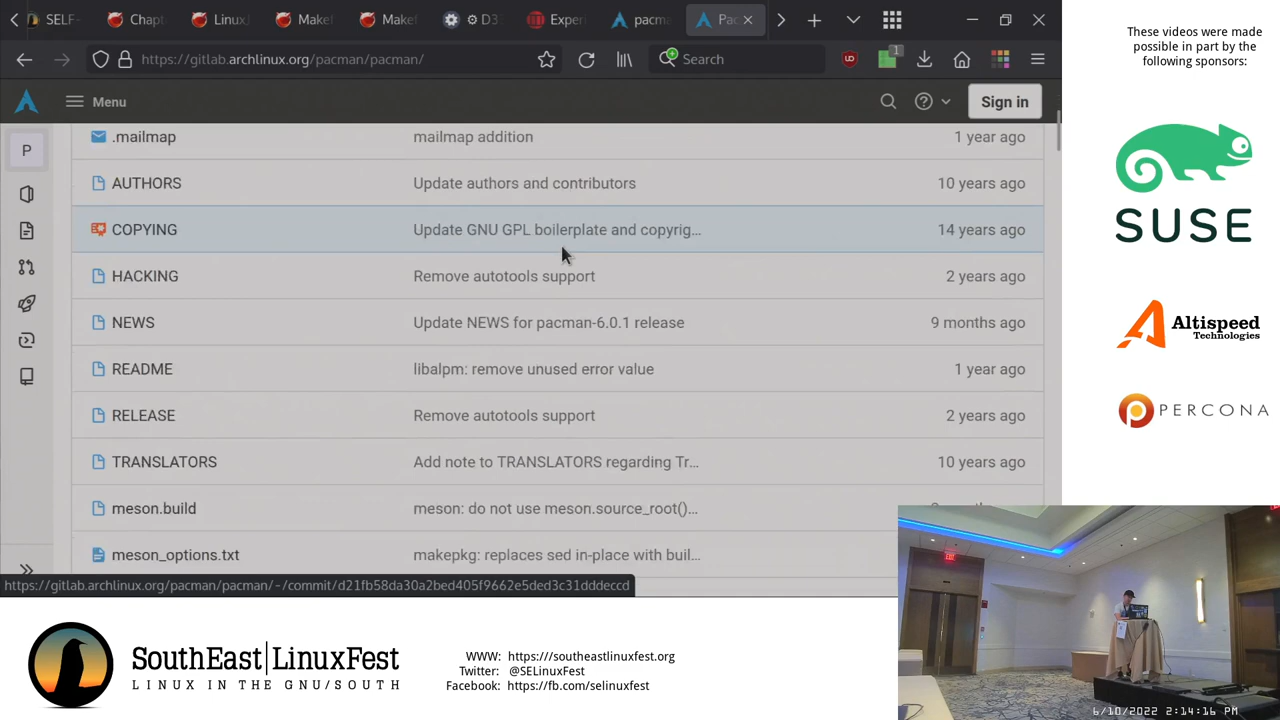 SELF-
Chapt
Linux/
Make
Make
D3
Experi
pacma
Pac
https://gitlab.archlinux.org/pacman/pacman/
Search
1
Menu
Sign in
P
.mailmap mailmap addition 1 year ago
AUTHORS Update authors and contributors 10 years ago
COPYING Update GNU GPL boilerplate and copyrig... 14 years ago
HACKING Remove autotools support 2 years ago
NEWS Update NEWS for pacman-6.0.1 release 9 months ago
README libalpm: remove unused error value 1 year ago
RELEASE Remove autotools support 2 years ago
TRANSLATORS Add note to TRANSLATORS regarding Tr... 10 years ago
meson.build meson: do not use meson.source_root()...
meson_options.txt makepkg: replaces sed in-place with buil...
https://gitlab.archlinux.org/pacman/pacman/-/commit/d21fb58da30a2bed405f9662e5ded3c31dddeccd
These videos were made
possible in part by the
following sponsors:
SUSE
Altispeed
Technologies
PERCONA
SouthEast|LinuxFest
LINUX IN THE GNU/SOUTH
WWW: https:///southeastlinuxfest.org
Twitter: @SELinuxFest
Facebook: https://fb.com/selinuxfest
EXIT
6/10/2022 2:14:16 PM